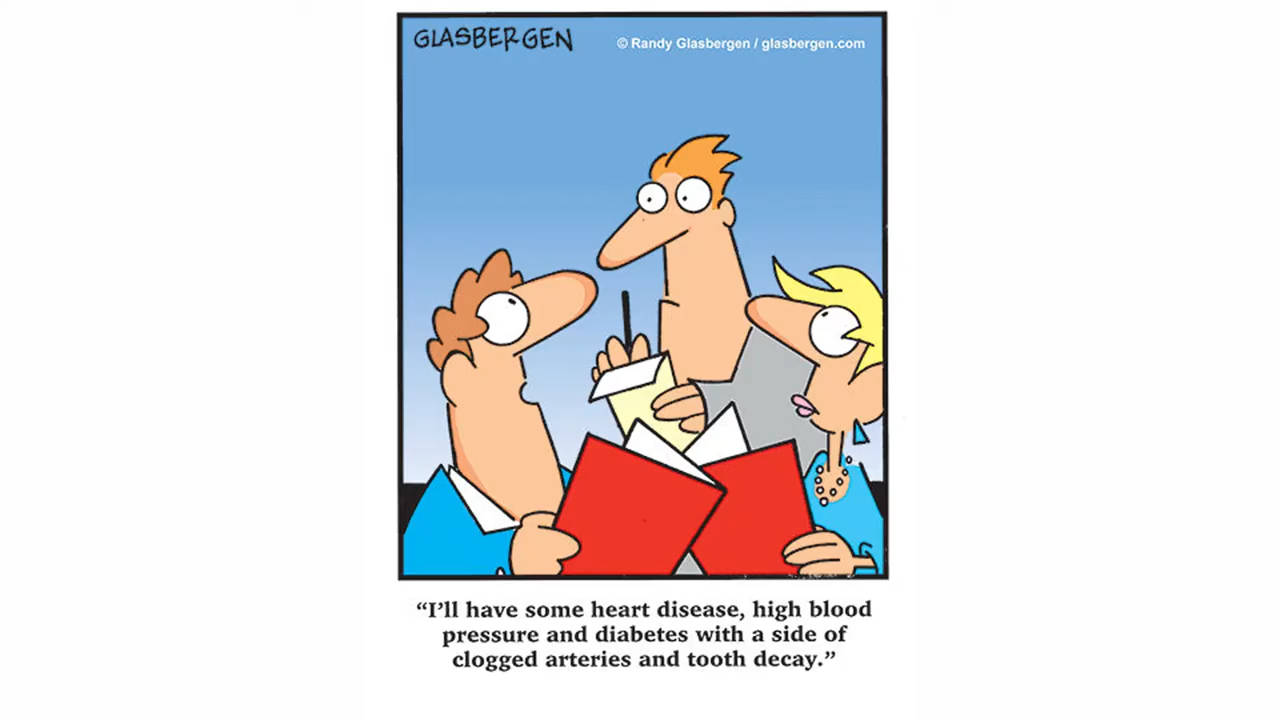 GLASBERGEN
© Randy Glasbergen / glasbergen.com
“I’ll have some heart disease, high blood
pressure and diabetes with a side of
clogged arteries and tooth decay.”